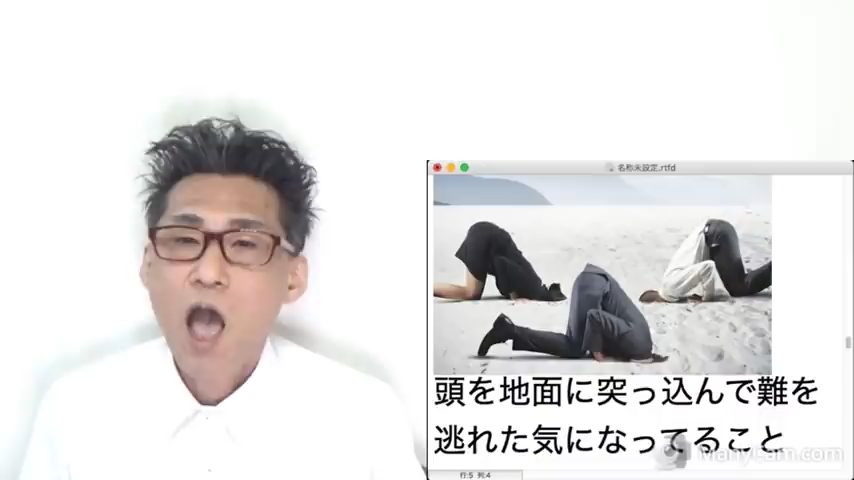 名称未設定.rtfd
頭を地面に突っ込んで難を
逃れた気になってること
ManyCam.com
行:5 列:4